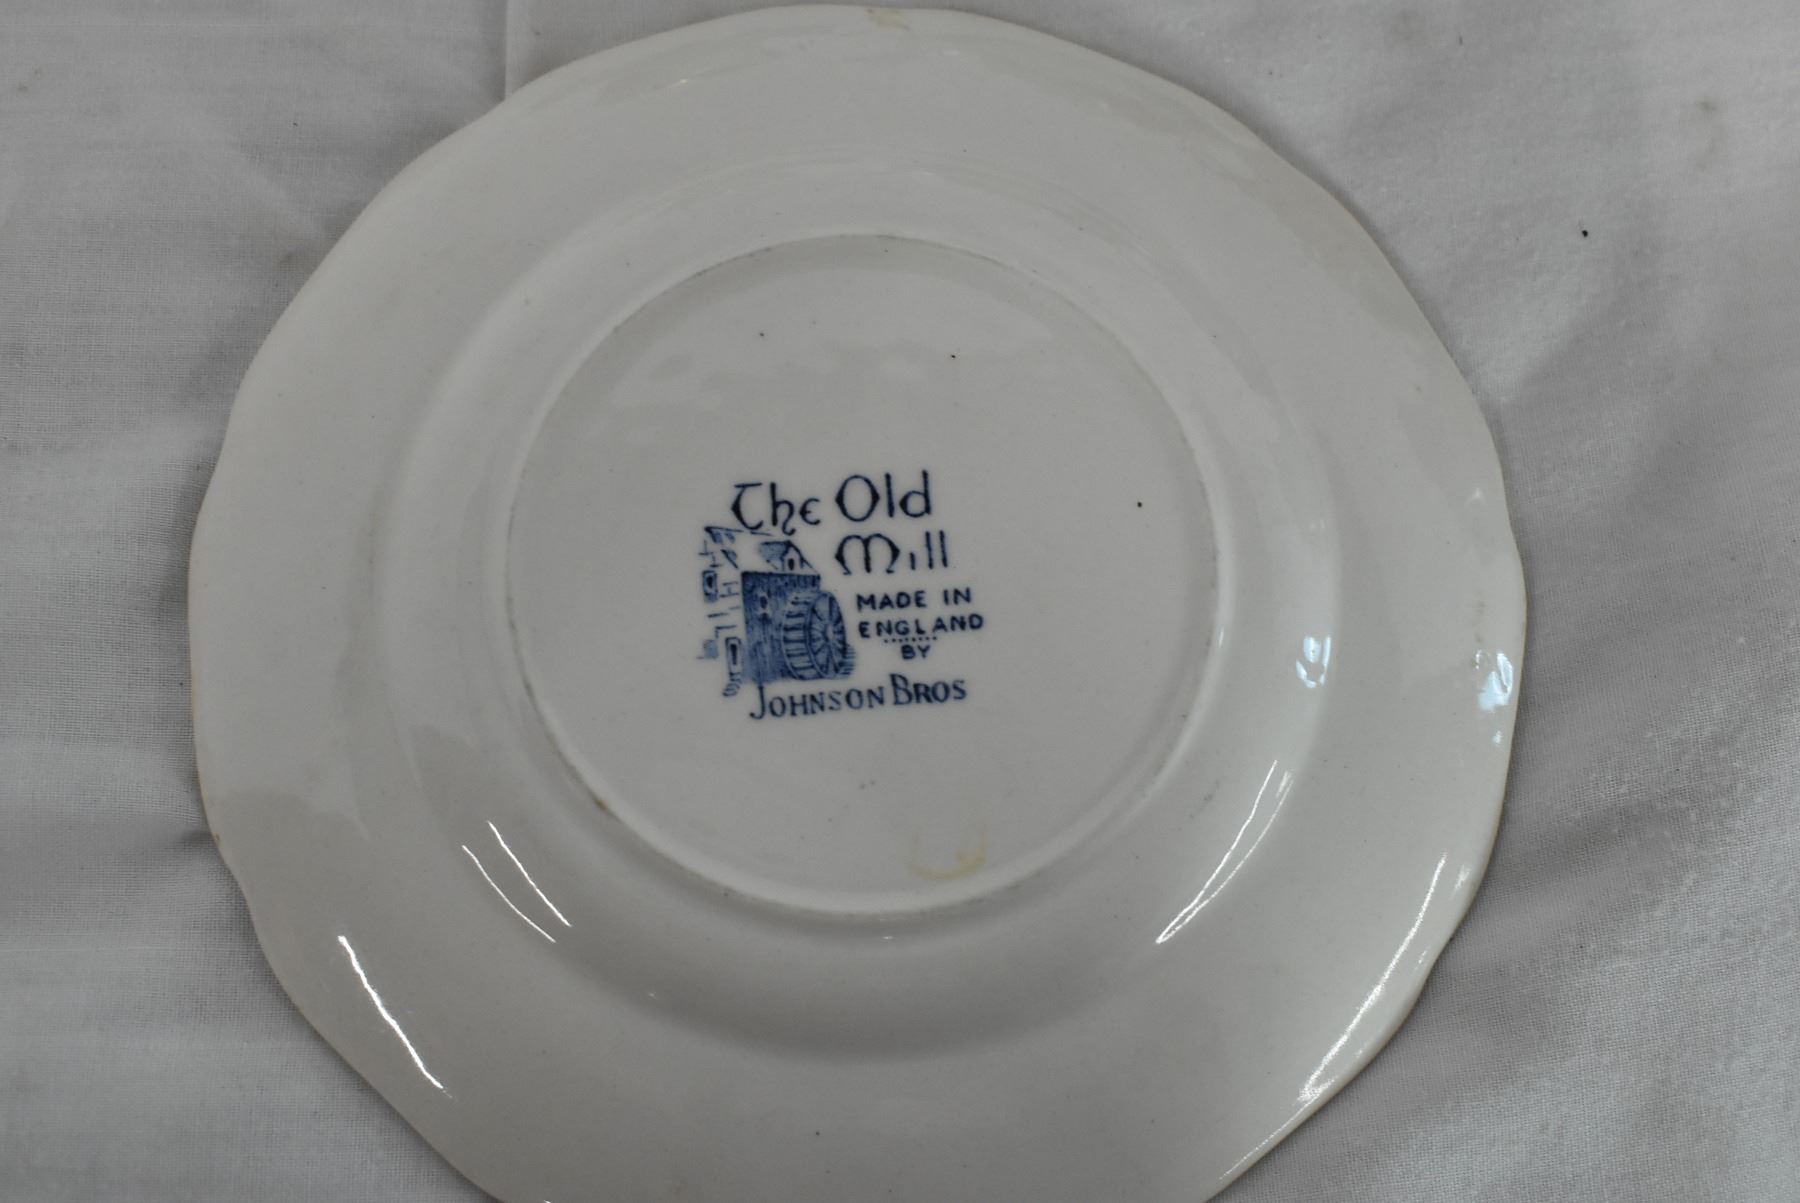 The Old
Mill
MADE IN
ENGLAND
BY
JOHNSON BROS